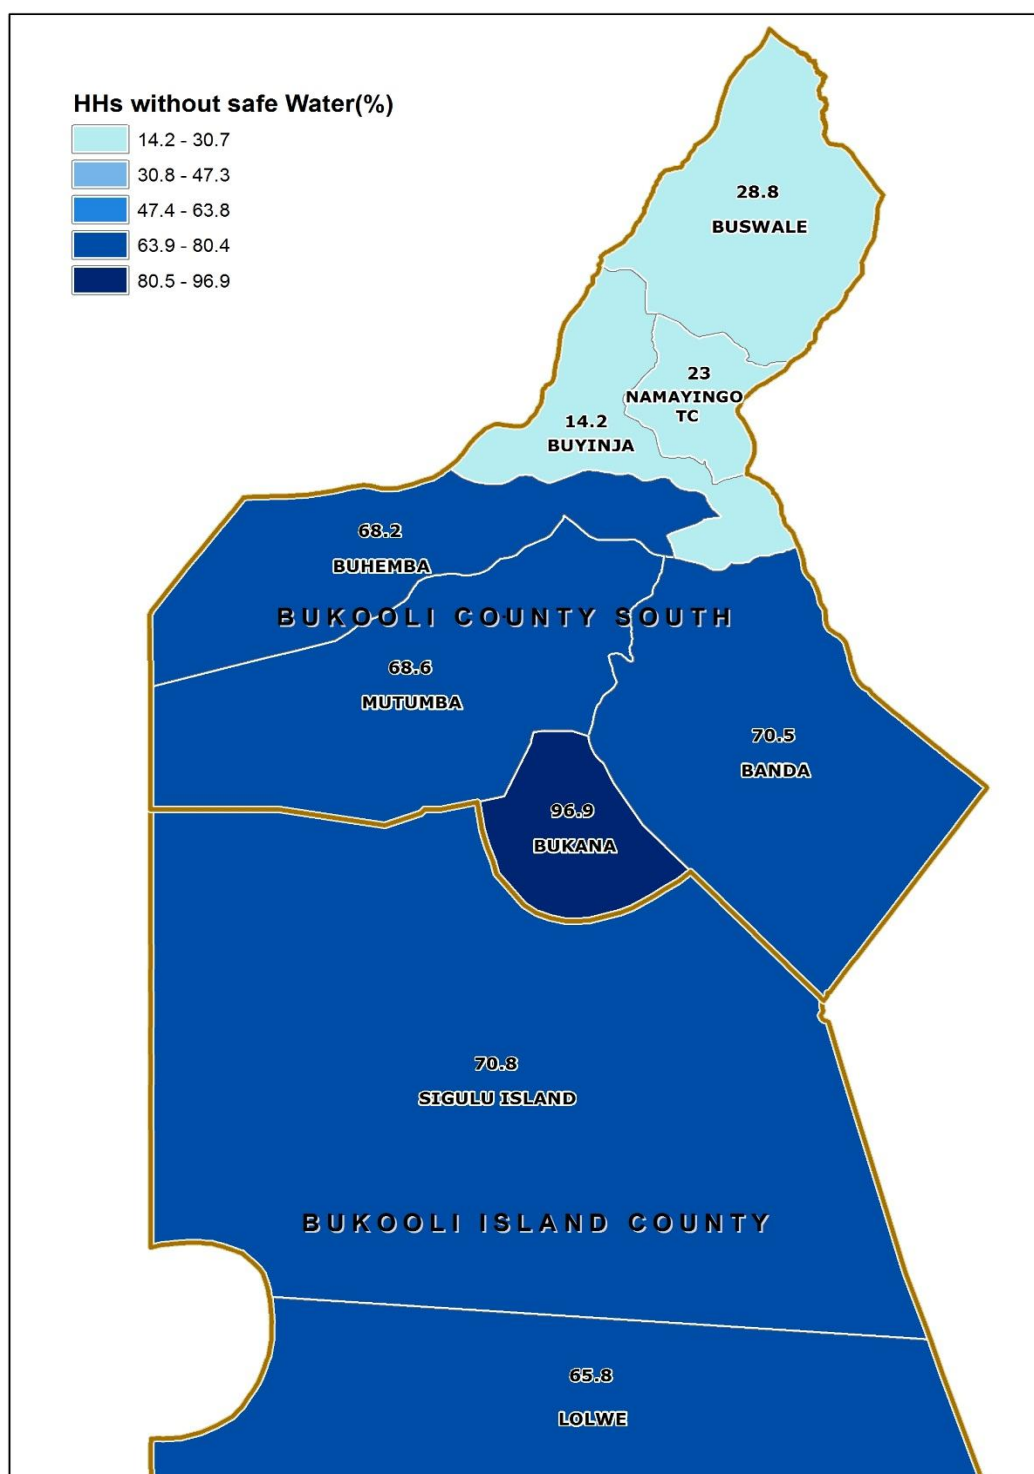 HHs without safe Water(%)
14.2 - 30.7
30.8 - 47.3
47.4 - 63.8
63.9 - 80.4
80.5 - 96.9
28.8
BUSWALE
23
NAMAYINGO
TC
14.2
BUYINJA
68.2
BUHEMBA
BUKOOLI COUNTY SOUTH
68.6
MUTUMBA
70.5
BANDA
96.9
BUKANA
70.8
SIGULU ISLAND
BUKOOLI ISLAND COUNTY
65.8
LOLWE